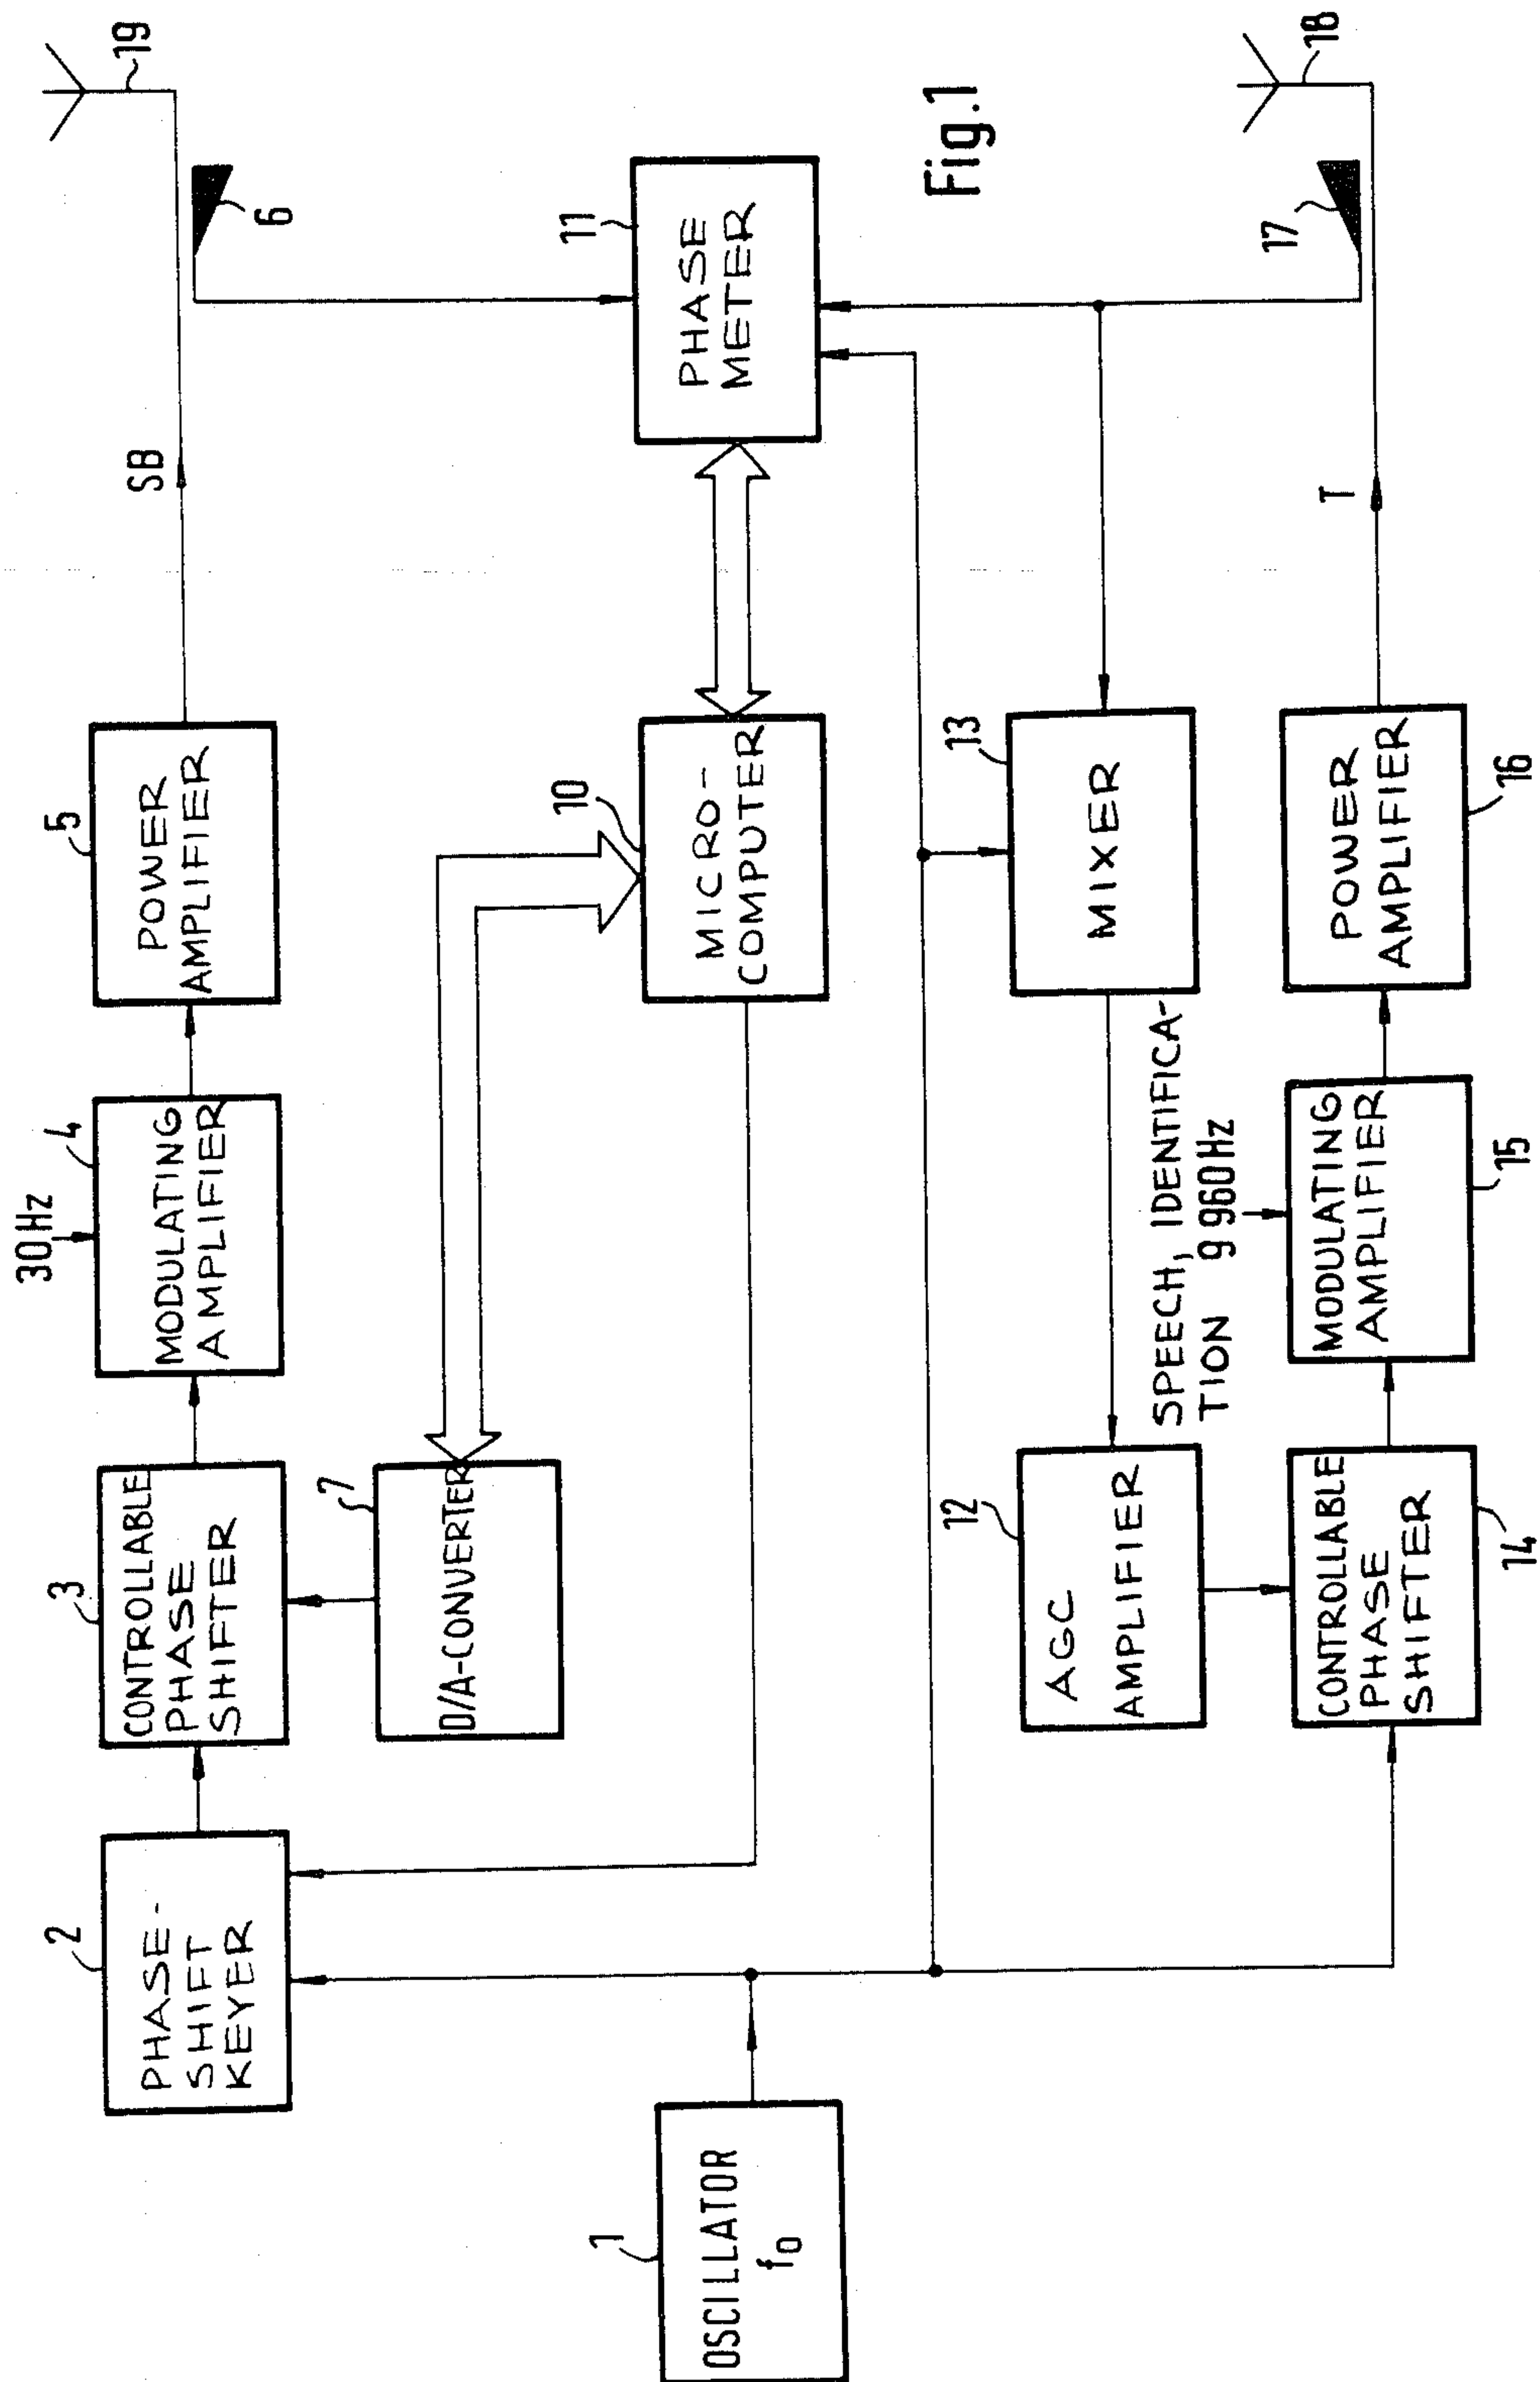 30Hz
2
PHASE-
SHIFT
KEYER
3
CONTROLLABLE
PHASE
SHIFTER
4
MODULATING
AMPLIFIER
5
POWER
AMPLIFIER
SB
19
6
7
D/A-CONVERTER
10
MICRO-
COMPUTER
11
PHASE
METER
1
OSCILLATOR
f0
12
AGC
AMPLIFIER
13
MIXER
Fig.1
SPEECH, IDENTIFICA-
TION 9 960Hz
CONTROLLABLE
PHASE
SHIFTER
14
MODULATING
AMPLIFIER
15
POWER
AMPLIFIER
16
T
17
18